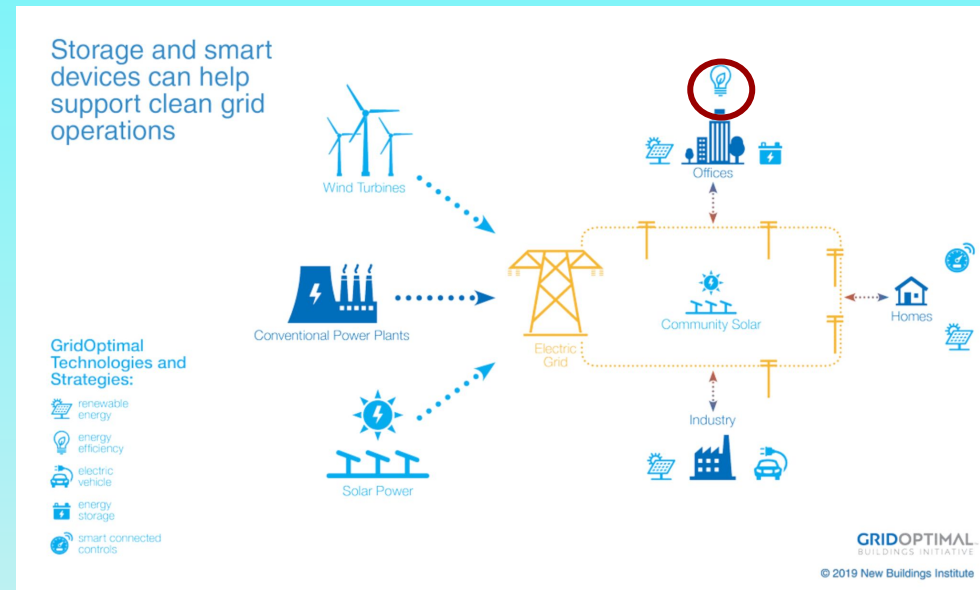 Storage and smart
devices can help
support clean grid
operations
Wind Turbines
Offices
Conventional Power Plants
Electric
Grid
Community Solar
Homes
GridOptimal
Technologies and
Strategies:
renewable
energy
energy
efficiency
electric
vehicle
energy
storage
smart connected
controls
Solar Power
Industry
GRIDOPTIMAL
BUILDINGS INITIATIVE
© 2019 New Buildings Institute